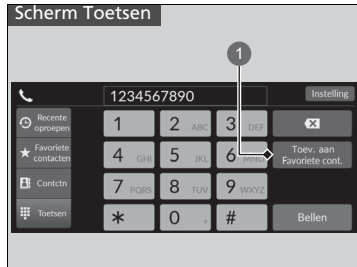 Scherm Toetsen
1
1234567890
Instelling
Recente
oproepen
1
2 ABC
3 DEF
Favoriete
contacten
4 GHI
5 JKL
6 MNO
Toev. aan
Favoriete cont.
Contctn
7 PQRS
8 TUV
9 WXYZ
Toetsen
*
0 +
#
Bellen